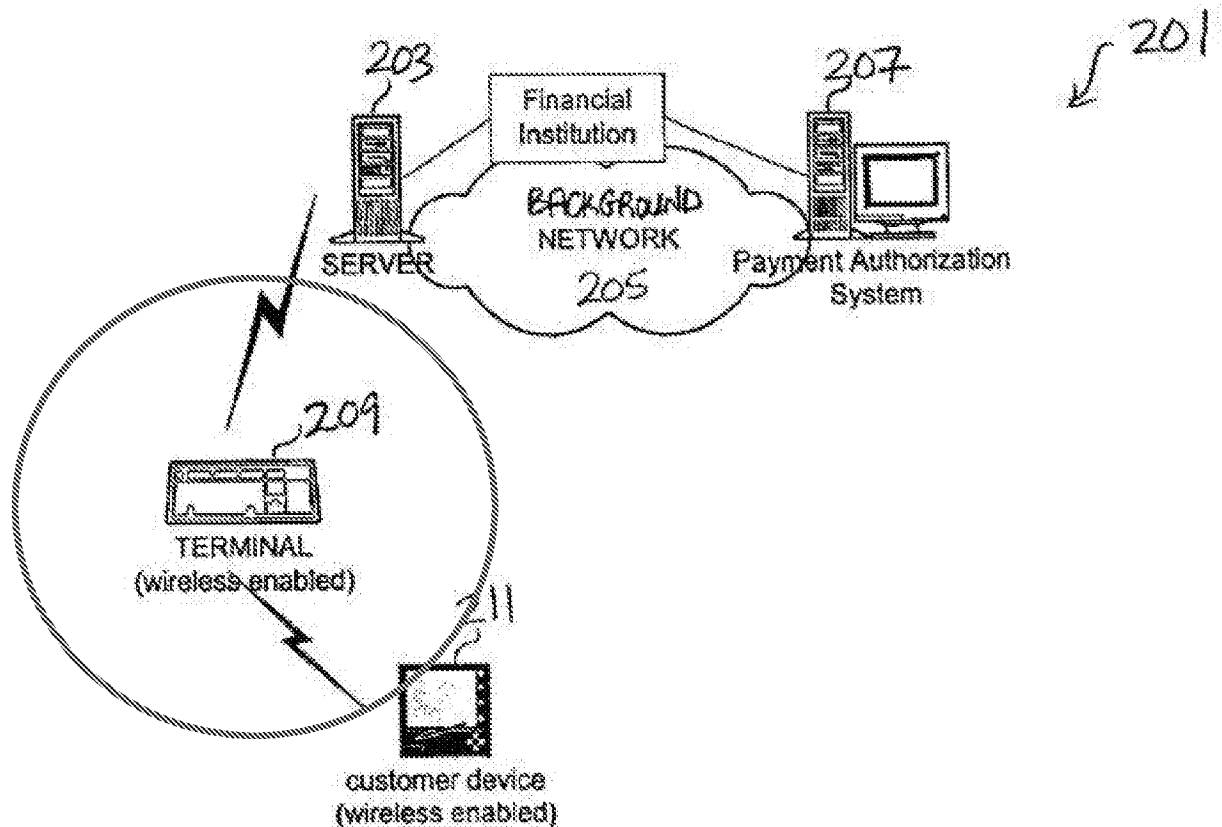 201
203
207
Financial
Institution
BACKGROUND
NETWORK
205
SERVER
Payment Authorization
System
209
TERMINAL
(wireless enabled)
211
customer device
(wireless enabled)